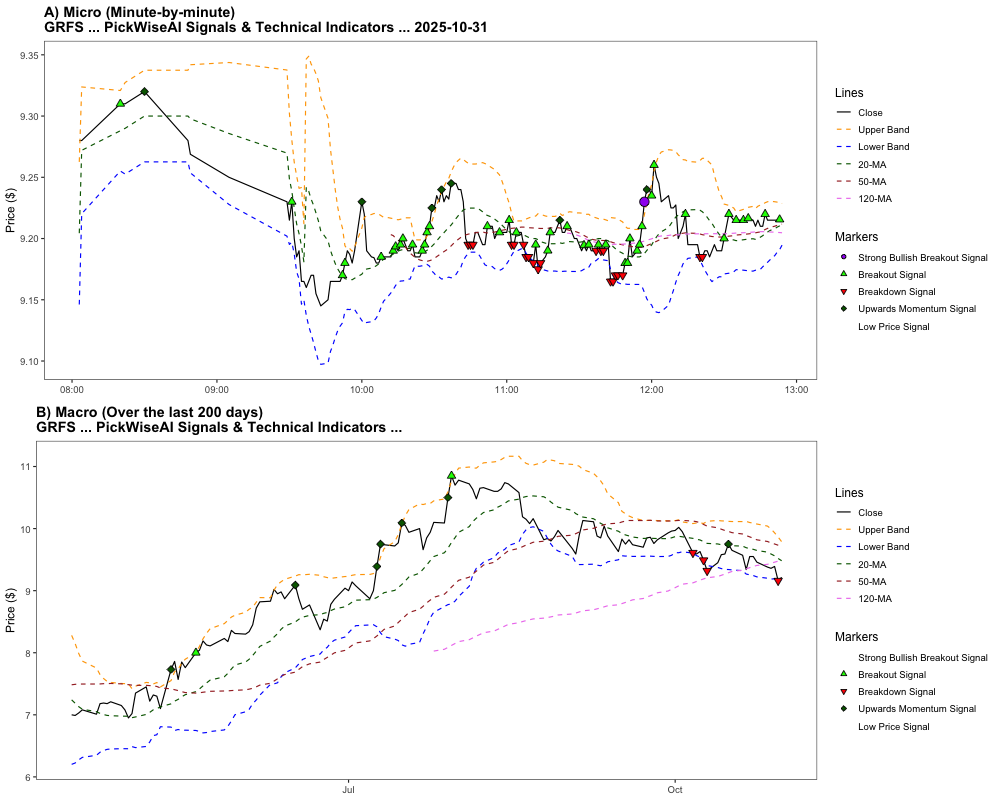 A) Micro (Minute-by-minute)
GRFS ... PickWiseAI Signals & Technical Indicators ... 2025-10-31
9.35
9.30
9.25
9.20
9.15
9.10
Price ($)
08:00 09:00 10:00 11:00 12:00 13:00
Lines
Close
Upper Band
Lower Band
20-MA
50-MA
120-MA
Markers
Strong Bullish Breakout Signal
Breakout Signal
Breakdown Signal
Upwards Momentum Signal
Low Price Signal
B) Macro (Over the last 200 days)
GRFS ... PickWiseAI Signals & Technical Indicators ...
11
10
9
8
7
6
Price ($)
Jul Oct
Lines
Close
Upper Band
Lower Band
20-MA
50-MA
120-MA
Markers
Strong Bullish Breakout Signal
Breakout Signal
Breakdown Signal
Upwards Momentum Signal
Low Price Signal